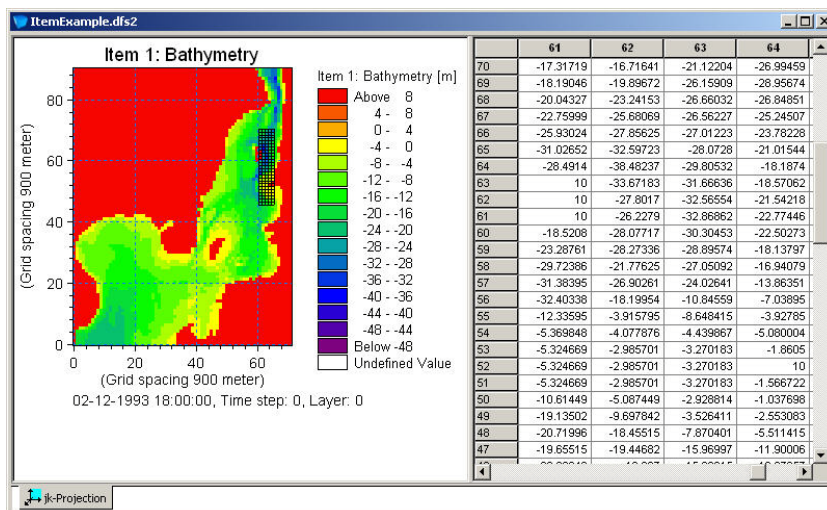 ItemExample.dfs2
Item 1: Bathymetry
80
60
40
20
0
0 20 40 60
(Grid spacing 900 meter)
(Grid spacing 900 meter)
02-12-1993 18:00:00, Time step: 0, Layer: 0
Item 1: Bathymetry [m]
Above 8
4 - 8
0 - 4
-4 - 0
-8 - -4
-12 - -8
-16 - -12
-20 - -16
-24 - -20
-28 - -24
-32 - -28
-36 - -32
-40 - -36
-44 - -40
-48 - -44
Below -48
Undefined Value
61 62 63 64
70 -17.31719 -16.71641 -21.12204 -26.99459
69 -18.19046 -19.89672 -26.15909 -28.95674
68 -20.04327 -23.24153 -26.66032 -26.84851
67 -22.75999 -25.68069 -26.56227 -25.24507
66 -25.93024 -27.85625 -27.01223 -23.78228
65 -31.02652 -32.59723 -28.0728 -21.01544
64 -28.4914 -38.48237 -29.80532 -18.1874
63 10 -33.67183 -31.66636 -18.57062
62 10 -27.8017 -32.56554 -21.54218
61 10 -26.2279 -32.86862 -22.77446
60 -18.5208 -28.07717 -30.30453 -22.50273
59 -23.28761 -28.27336 -28.89574 -18.13797
58 -29.72386 -21.77625 -27.05092 -16.94079
57 -31.38395 -26.90261 -24.02641 -13.86351
56 -32.40338 -18.19954 -10.84559 -7.03895
55 -12.33595 -3.915795 -8.648415 -3.92785
54 -5.369848 -4.077876 -4.439867 -5.080004
53 -5.324669 -2.985701 -3.270183 -1.8605
52 -5.324669 -2.985701 -3.270183 10
51 -5.324669 -2.985701 -3.270183 -1.566722
50 -10.61449 -5.087449 -2.928814 -1.037698
49 -19.13502 -9.697842 -3.526411 -2.553083
48 -20.71996 -18.45515 -7.870401 -5.511415
47 -19.65515 -19.44682 -15.96997 -11.90006
jk-Projection